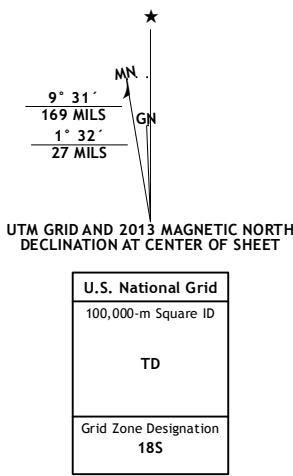 MN
9° 31´
169 MILS
GN
1° 32´
27 MILS
UTM GRID AND 2013 MAGNETIC NORTH
DECLINATION AT CENTER OF SHEET
U.S. National Grid
100,000-m Square ID
TD
Grid Zone Designation
18S